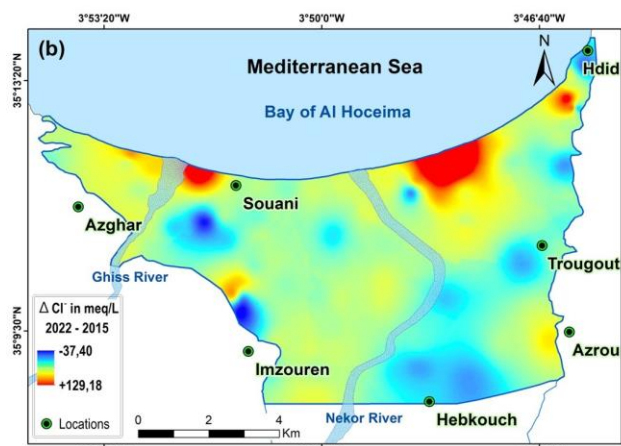 3°53'20"W
3°50'00"W
3°46'40"W
(b)
N
Hdid
Mediterranean Sea
35°13'20"N
Bay of Al Hoceima
Souani
Azghar
Trougout
Ghiss River
Δ Cl⁻ in meq/L
2022 - 2015
-37,40
+129,18
Locations
35°9'30"N
Azrou
Imzouren
0 2 4
Km
Nekor River
Hebkouch